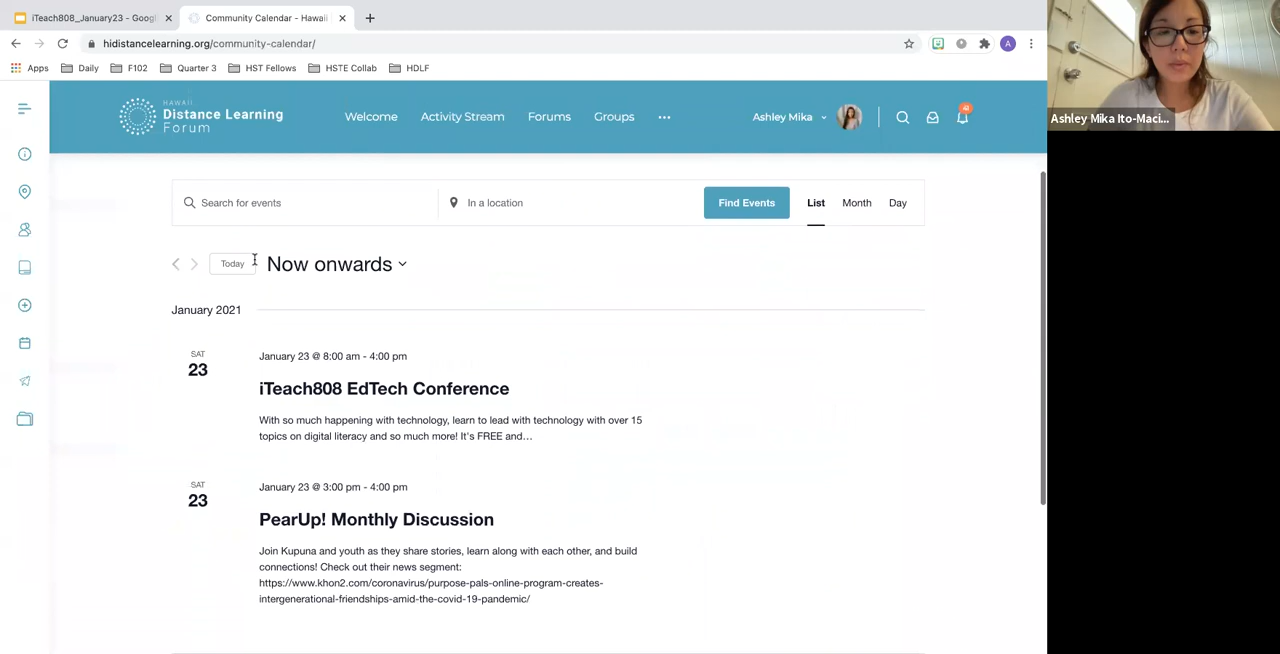 iTeach808_January23 - Googl
Community Calendar - Hawaii
hidistancelearning.org/community-calendar/
A
Apps
Daily
F102
Quarter 3
HST Fellows
HSTE Collab
HDLF
HAWAII
Distance Learning
Forum
Welcome
Activity Stream
Forums
Groups
Ashley Mika
Ashley Mika Ito-Maci...
Search for events
In a location
Find Events
List
Month
Day
Today
Now onwards
January 2021
SAT
23
January 23 @ 8:00 am - 4:00 pm
iTeach808 EdTech Conference
With so much happening with technology, learn to lead with technology with over 15
topics on digital literacy and so much more! It's FREE and…
SAT
23
January 23 @ 3:00 pm - 4:00 pm
PearUp! Monthly Discussion
Join Kupuna and youth as they share stories, learn along with each other, and build
connections! Check out their news segment:
https://www.khon2.com/coronavirus/purpose-pals-online-program-creates-
intergenerational-friendships-amid-the-covid-19-pandemic/